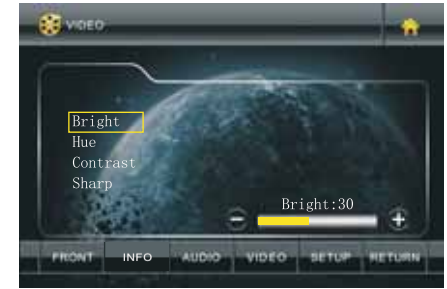 VIDEO
Bright
Hue
Contrast
Sharp
Bright:30
FRONT INFO AUDIO VIDEO SETUP RETURN